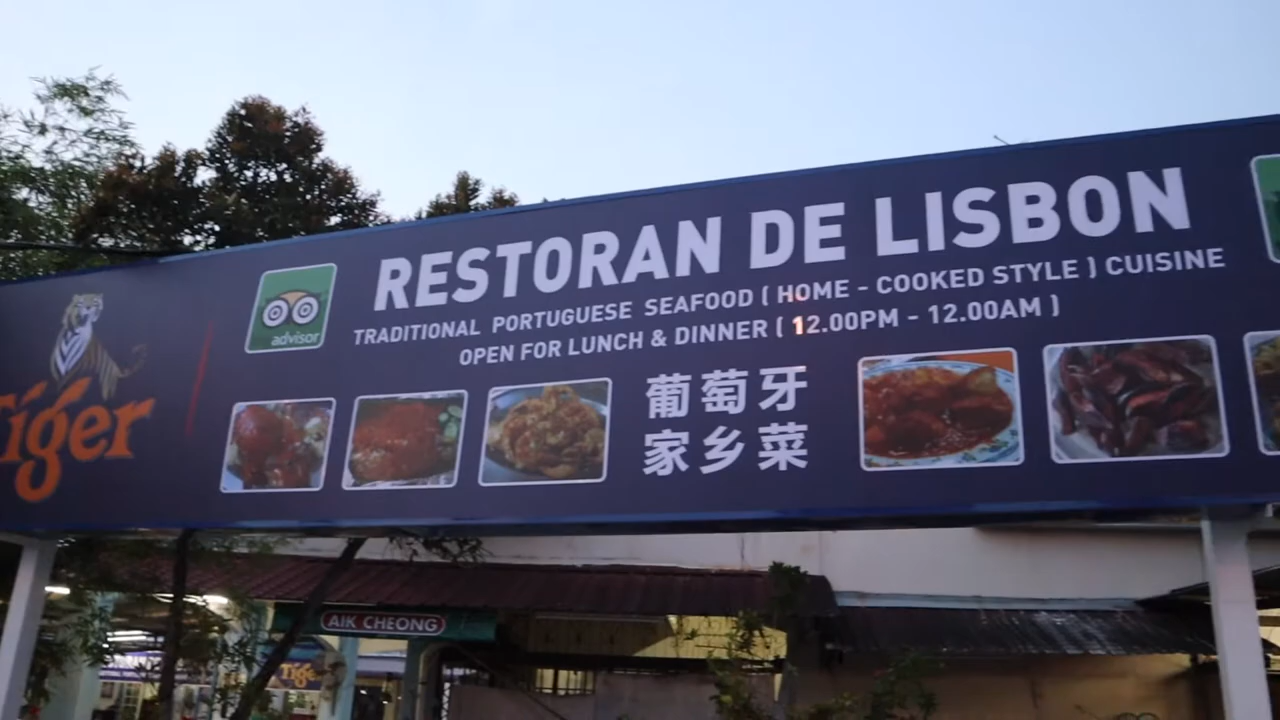 RESTORAN DE LISBON
TRADITIONAL PORTUGUESE SEAFOOD ( HOME - COOKED STYLE ) CUISINE
OPEN FOR LUNCH & DINNER ( 12.00PM - 12.00AM )
advisor
Tiger
葡萄牙
家乡菜
AIK CHEONG
Tiger